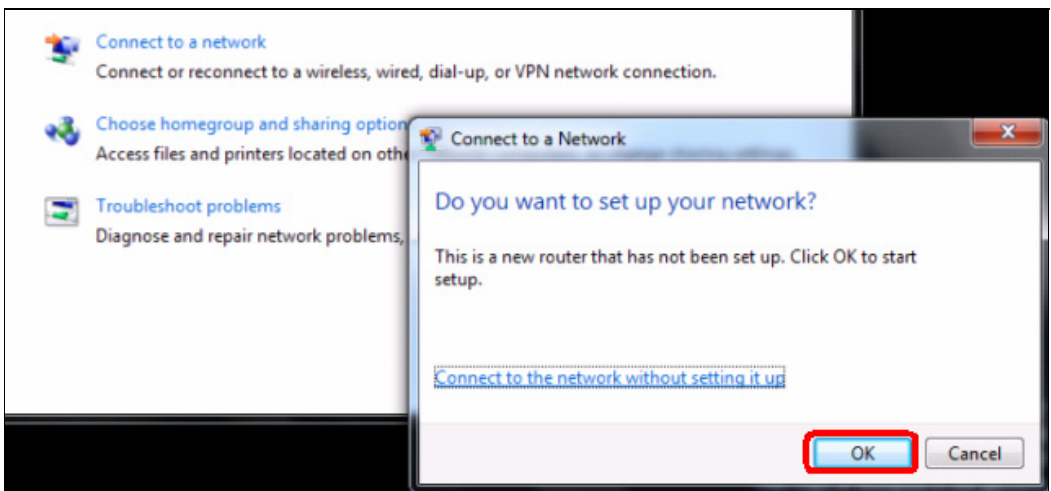 Connect to a network
Connect or reconnect to a wireless, wired, dial-up, or VPN network connection.
Choose homegroup and sharing option
Access files and printers located on othe
Troubleshoot problems
Diagnose and repair network problems,
Connect to a Network
Do you want to set up your network?
This is a new router that has not been set up. Click OK to start
setup.
Connect to the network without setting it up
OK
Cancel